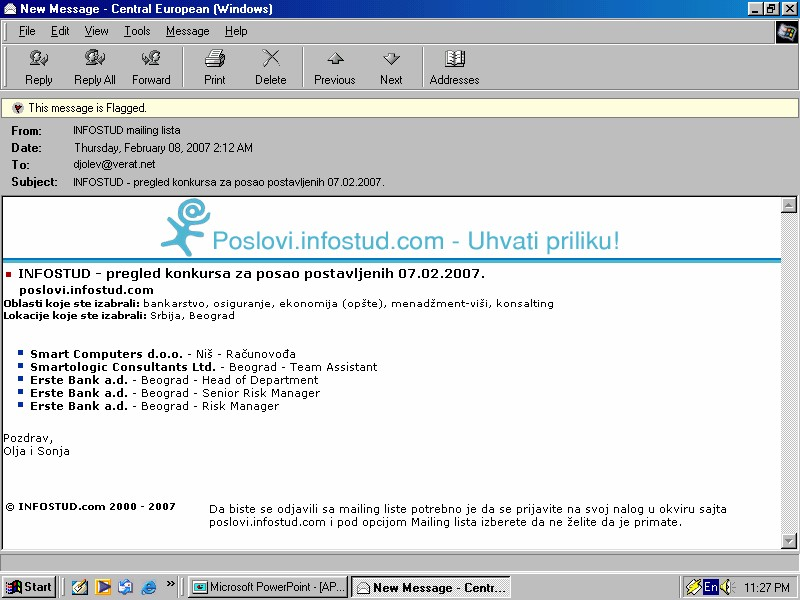 New Message - Central European (Windows)
File Edit View Tools Message Help
Reply Reply All Forward Print Delete Previous Next Addresses
This message is Flagged.
From: INFOSTUD mailing lista
Date: Thursday, February 08, 2007 2:12 AM
To: djolev@verat.net
Subject: INFOSTUD - pregled konkursa za posao postavljenih 07.02.2007.
Poslovi.infostud.com - Uhvati priliku!
INFOSTUD - pregled konkursa za posao postavljenih 07.02.2007.
poslovi.infostud.com
Oblasti koje ste izabrali: bankarstvo, osiguranje, ekonomija (opšte), menadžment-viši, konsalting
Lokacije koje ste izabrali: Srbija, Beograd
Smart Computers d.o.o. - Niš - Računovođa
Smartologic Consultants Ltd. - Beograd - Team Assistant
Erste Bank a.d. - Beograd - Head of Department
Erste Bank a.d. - Beograd - Senior Risk Manager
Erste Bank a.d. - Beograd - Risk Manager
Pozdrav,
Olja i Sonja
© INFOSTUD.com 2000 - 2007
Da biste se odjavili sa mailing liste potrebno je da se prijavite na svoj nalog u okviru sajta
poslovi.infostud.com i pod opcijom Mailing lista izberete da ne želite da je primate.
Start » Microsoft PowerPoint - [AP... New Message - Centr... En 11:27 PM